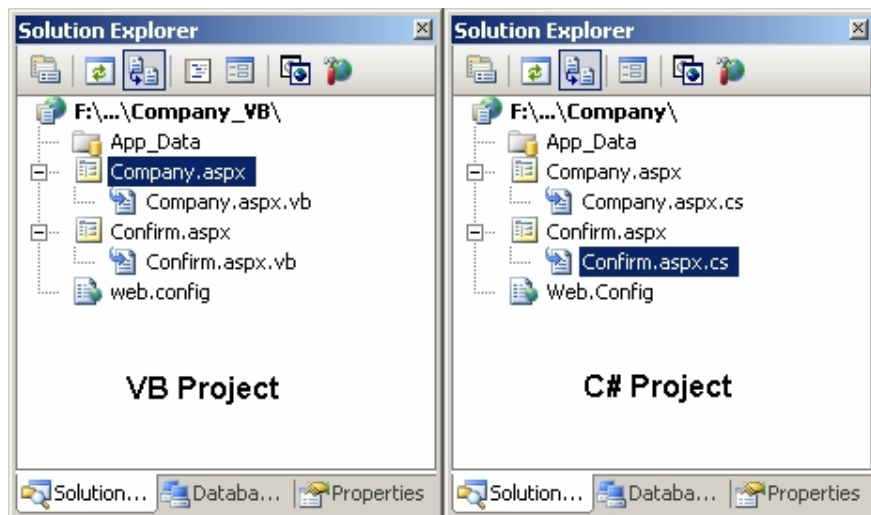 Solution Explorer
F:\...\Company_VB\
App_Data
Company.aspx
Company.aspx.vb
Confirm.aspx
Confirm.aspx.vb
web.config
VB Project
Solution...
Databa...
Properties
Solution Explorer
F:\...\Company\
App_Data
Company.aspx
Company.aspx.cs
Confirm.aspx
Confirm.aspx.cs
Web.Config
C# Project
Solution...
Databa...
Properties